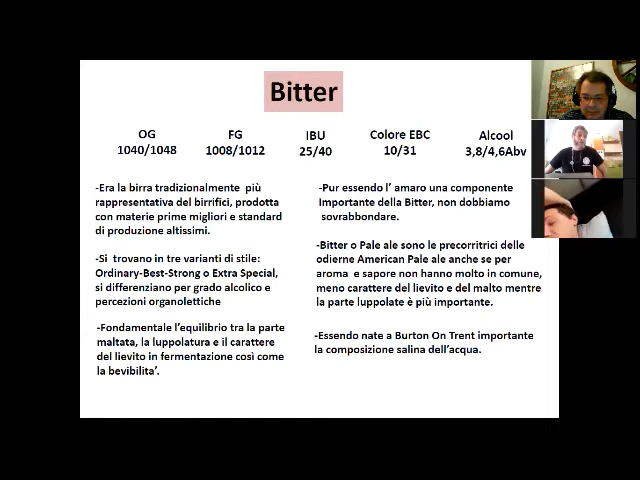 Bitter
OG FG IBU Colore EBC Alcool
1040/1048 1008/1012 25/40 10/31 3,8/4,6Abv
-Era la birra tradizionalmente più
rappresentativa del birrifici, prodotta
con materie prime migliori e standard
di produzione altissimi.
-Si trovano in tre varianti di stile:
Ordinary-Best-Strong o Extra Special,
si differenziano per grado alcolico e
percezioni organolettiche
-Fondamentale l'equilibrio tra la parte
maltata, la luppolatura e il carattere
del lievito in fermentazione così come
la bevibilita'.
-Pur essendo l' amaro una componente
Importante della Bitter, non dobbiamo
sovrabbondare.
-Bitter o Pale ale sono le precorritrici delle
odierne American Pale ale anche se per
aroma e sapore non hanno molto in comune,
meno carattere del lievito e del malto mentre
la parte luppolate è più importante.
-Essendo nate a Burton On Trent importante
la composizione salina dell'acqua.